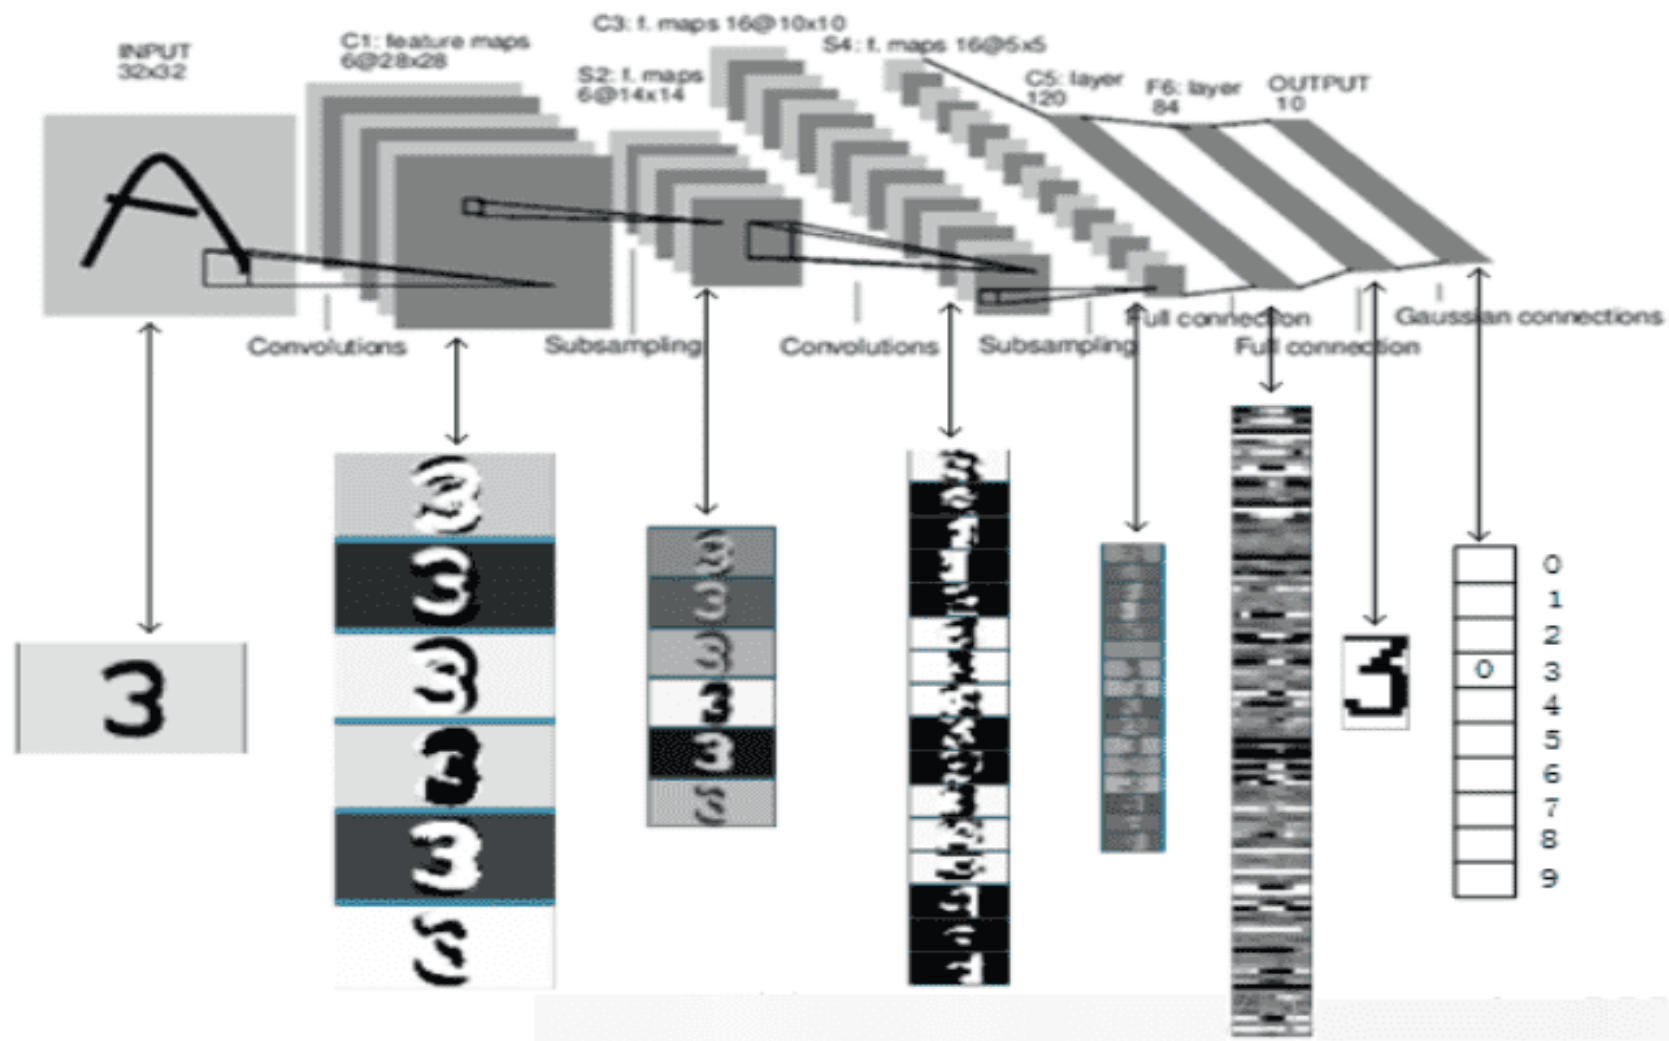 INPUT
32x32
C1: feature maps
6@28x28
S2: f. maps
6@14x14
C3: f. maps 16@10x10
S4: f. maps 16@5x5
C5: layer
120
F6: layer
84
OUTPUT
10
A
Convolutions
Subsampling
Convolutions
Subsampling
Full connection
Full connection
Gaussian connections
3
3
0
0
1
2
3
4
5
6
7
8
9